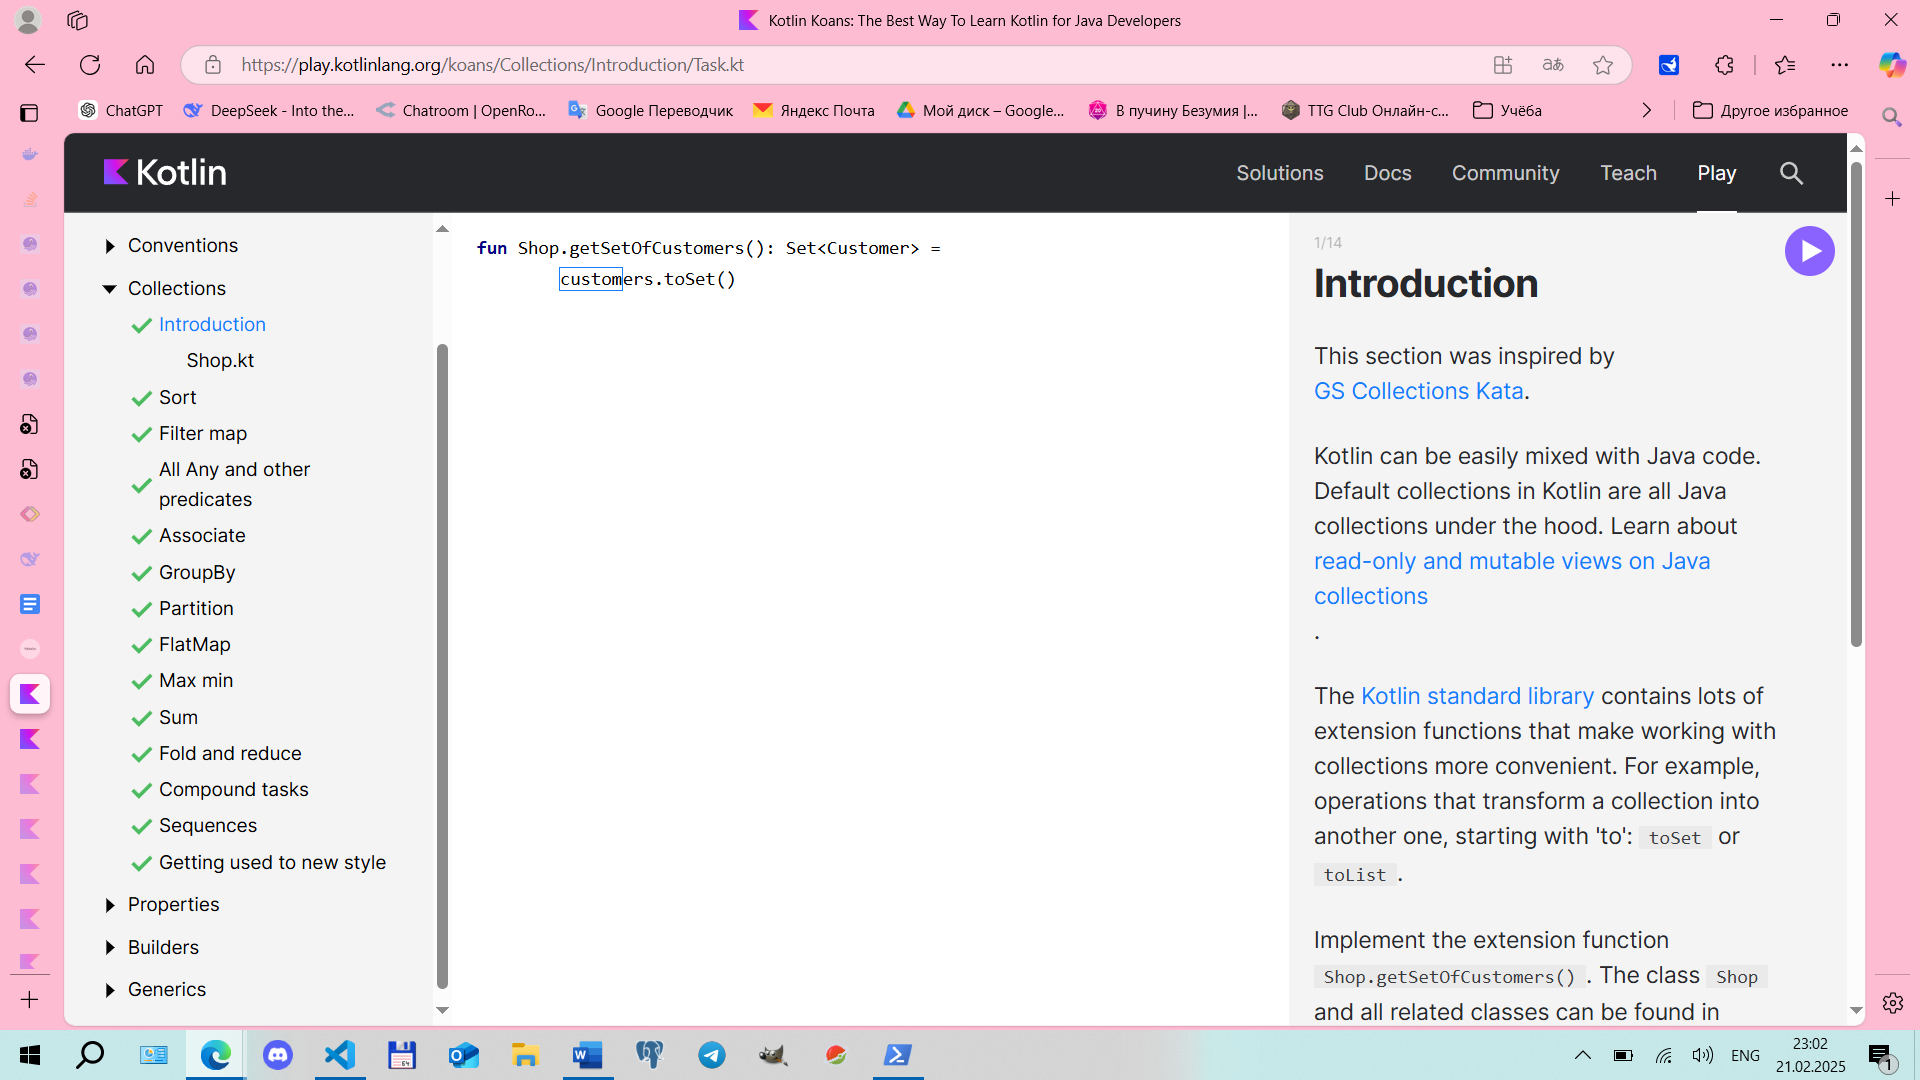 Kotlin Koans: The Best Way To Learn Kotlin for Java Developers
https://play.kotlinlang.org/koans/Collections/Introduction/Task.kt
ChatGPT
DeepSeek - Into the...
Chatroom | OpenRo...
Google Переводчик
Яндекс Почта
Мой диск – Google...
В пучину Безумия |...
TTG Club Онлайн-с...
Учёба
Другое избранное
Kotlin
Solutions
Docs
Community
Teach
Play
Conventions
Collections
Introduction
Shop.kt
Sort
Filter map
All Any and other
predicates
Associate
GroupBy
Partition
FlatMap
Max min
Sum
Fold and reduce
Compound tasks
Sequences
Getting used to new style
Properties
Builders
Generics
fun Shop.getSetOfCustomers(): Set<Customer> =
customers.toSet()
1/14
Introduction
This section was inspired by
GS Collections Kata.
Kotlin can be easily mixed with Java code.
Default collections in Kotlin are all Java
collections under the hood. Learn about
read-only and mutable views on Java
collections
.
The Kotlin standard library contains lots of
extension functions that make working with
collections more convenient. For example,
operations that transform a collection into
another one, starting with 'to': toSet or
toList.
Implement the extension function
Shop.getSetOfCustomers(). The class Shop
and all related classes can be found in
ENG
23:02
21.02.2025
1